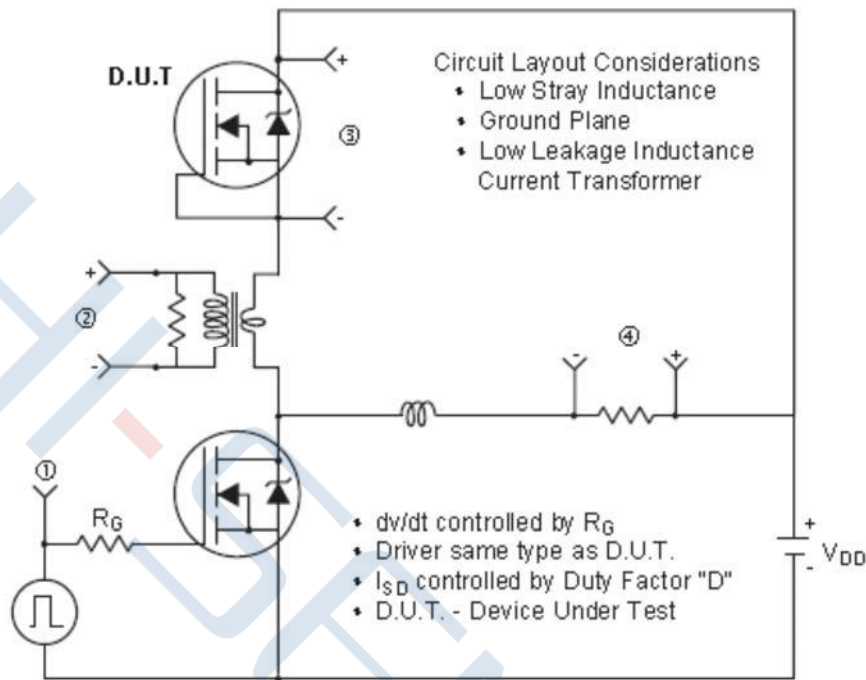 D.U.T
+
-
③
Circuit Layout Considerations
• Low Stray Inductance
• Ground Plane
• Low Leakage Inductance
Current Transformer
+
②
-
④
-
+
①
RG
• dv/dt controlled by RG
• Driver same type as D.U.T.
• ISD controlled by Duty Factor "D"
• D.U.T. - Device Under Test
+
-
VDD